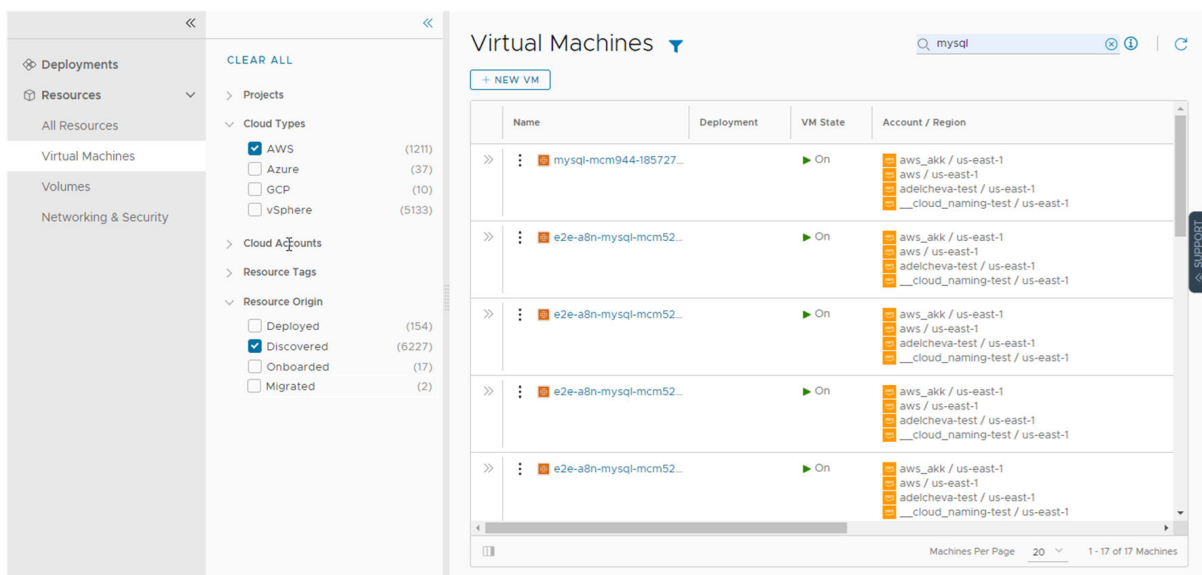 Deployments
Resources
All Resources
Virtual Machines
Volumes
Networking & Security
CLEAR ALL
Projects
Cloud Types
AWS (1211)
Azure (37)
GCP (10)
vSphere (5133)
Cloud Accounts
Resource Tags
Resource Origin
Deployed (154)
Discovered (6227)
Onboarded (17)
Migrated (2)
Virtual Machines
mysql
+ NEW VM
Name Deployment VM State Account / Region
mysql-mcm944-185727... On aws_akk / us-east-1
aws / us-east-1
adelcheva-test / us-east-1
__cloud_naming-test / us-east-1
e2e-a8n-mysql-mcm52... On aws_akk / us-east-1
aws / us-east-1
adelcheva-test / us-east-1
__cloud_naming-test / us-east-1
e2e-a8n-mysql-mcm52... On aws_akk / us-east-1
aws / us-east-1
adelcheva-test / us-east-1
__cloud_naming-test / us-east-1
e2e-a8n-mysql-mcm52... On aws_akk / us-east-1
aws / us-east-1
adelcheva-test / us-east-1
__cloud_naming-test / us-east-1
e2e-a8n-mysql-mcm52... On aws_akk / us-east-1
aws / us-east-1
adelcheva-test / us-east-1
__cloud_naming-test / us-east-1
Machines Per Page 20 1 - 17 of 17 Machines
SUPPORT